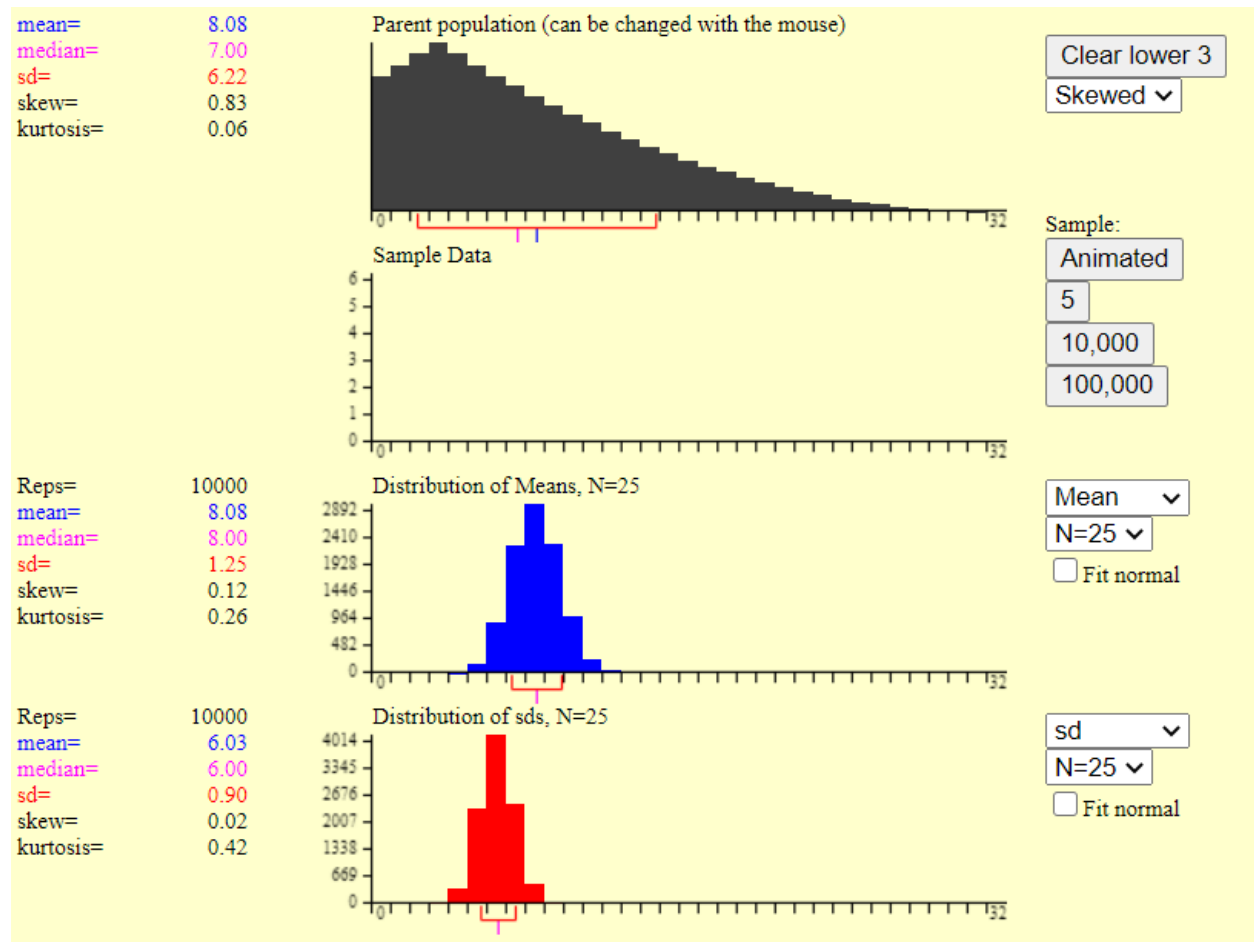 mean= 8.08
median= 7.00
sd= 6.22
skew= 0.83
kurtosis= 0.06
Parent population (can be changed with the mouse)
0 32
Clear lower 3
Skewed
Sample Data
6
5
4
3
2
1
0
0 32
Sample:
Animated
5
10,000
100,000
Reps= 10000
mean= 8.08
median= 8.00
sd= 1.25
skew= 0.12
kurtosis= 0.26
Distribution of Means, N=25
2892
2410
1928
1446
964
482
0
0 32
Mean
N=25
Fit normal
Reps= 10000
mean= 6.03
median= 6.00
sd= 0.90
skew= 0.02
kurtosis= 0.42
Distribution of sds, N=25
4014
3345
2676
2007
1338
669
0
0 32
sd
N=25
Fit normal